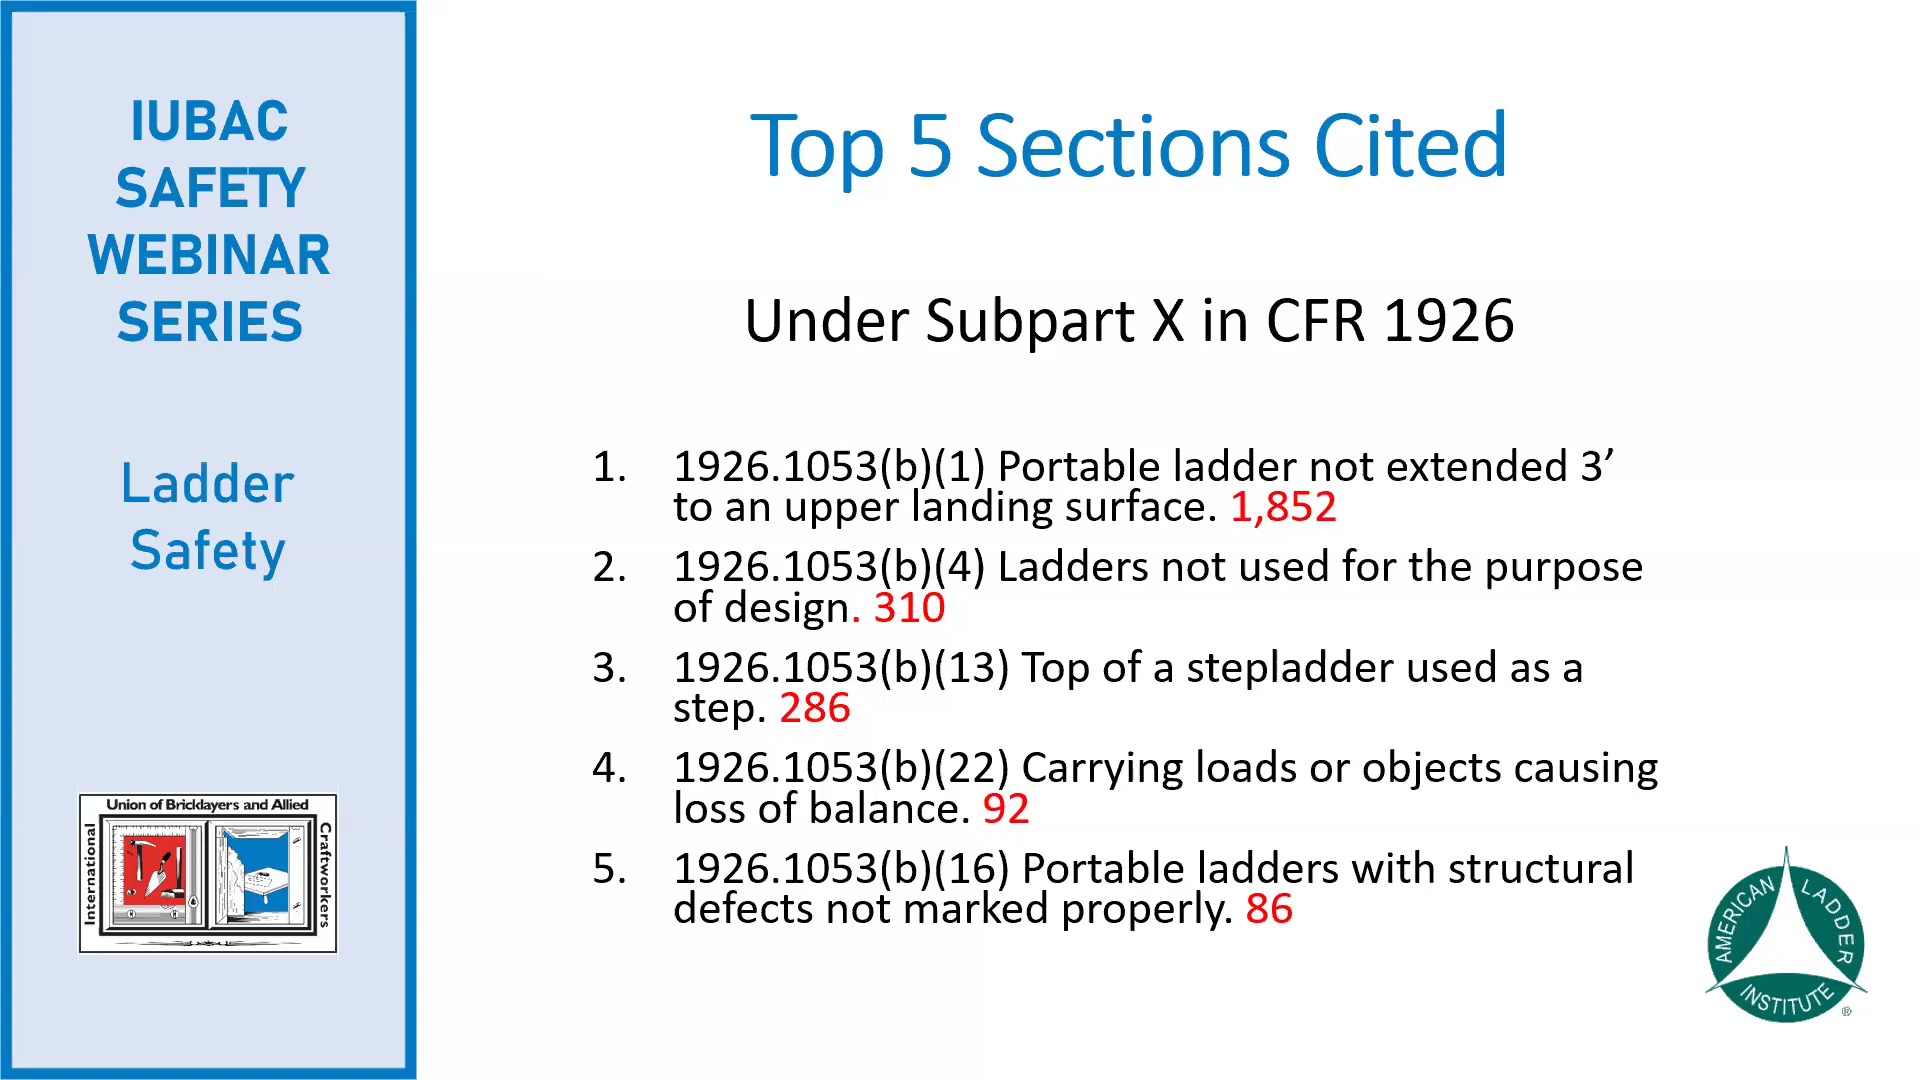 IUBAC
SAFETY
WEBINAR
SERIES
Ladder
Safety
Union of Bricklayers and Allied
International
Craftworkers
Top 5 Sections Cited
Under Subpart X in CFR 1926
1. 1926.1053(b)(1) Portable ladder not extended 3’
to an upper landing surface. 1,852
2. 1926.1053(b)(4) Ladders not used for the purpose
of design. 310
3. 1926.1053(b)(13) Top of a stepladder used as a
step. 286
4. 1926.1053(b)(22) Carrying loads or objects causing
loss of balance. 92
5. 1926.1053(b)(16) Portable ladders with structural
defects not marked properly. 86
AMERICAN LADDER
INSTITUTE ®